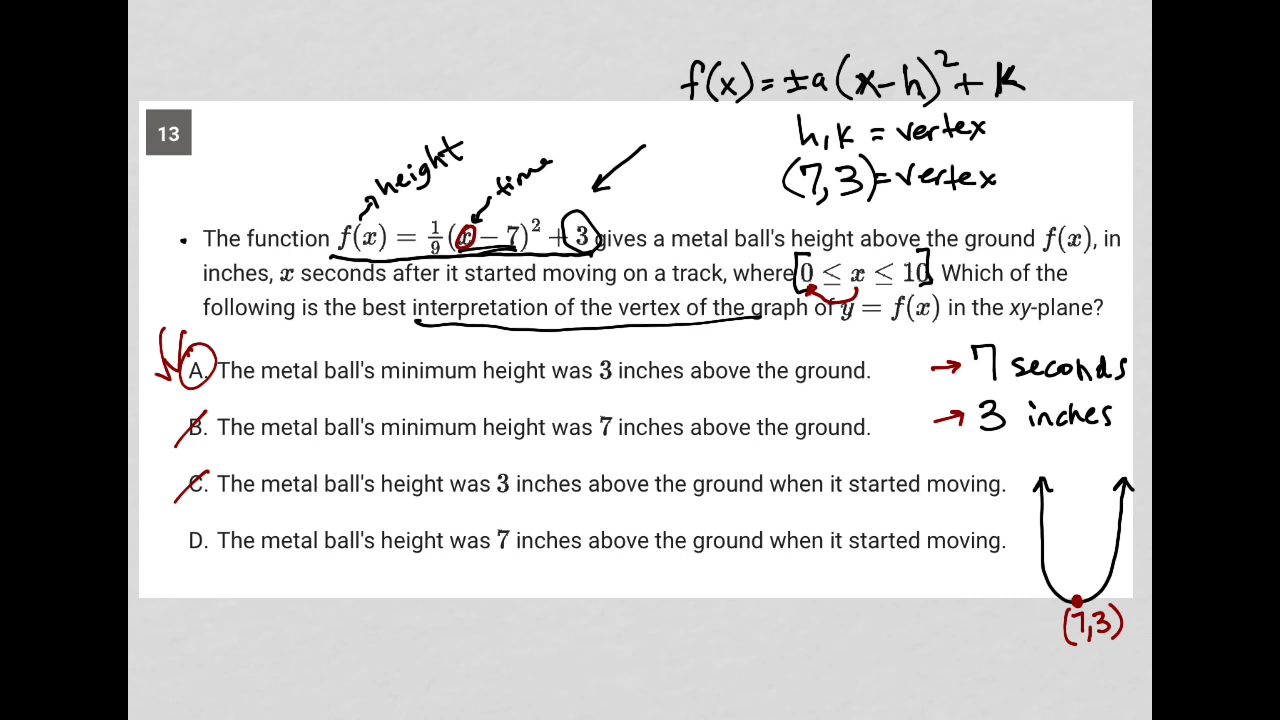 f(x) = ±a(x-h)² + k
13
h,k = vertex
height
time
(7,3) = vertex
• The function f(x) = 1/9(x − 7)² + 3 gives a metal ball's height above the ground f(x), in
inches, x seconds after it started moving on a track, where 0 ≤ x ≤ 10. Which of the
following is the best interpretation of the vertex of the graph of y = f(x) in the xy-plane?
A. The metal ball's minimum height was 3 inches above the ground.
→ 7 seconds
B. The metal ball's minimum height was 7 inches above the ground.
→ 3 inches
C. The metal ball's height was 3 inches above the ground when it started moving.
D. The metal ball's height was 7 inches above the ground when it started moving.
(7,3)